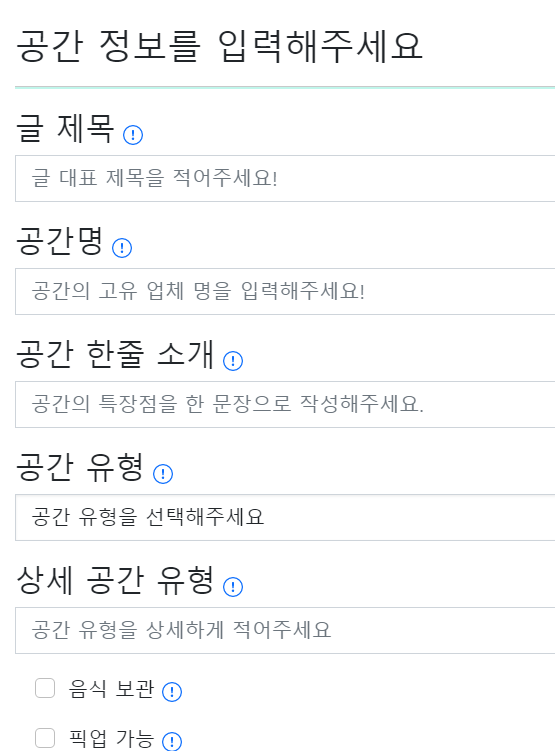 공간 정보를 입력해주세요
글 제목
글 대표 제목을 적어주세요!
공간명
공간의 고유 업체 명을 입력해주세요!
공간 한줄 소개
공간의 특장점을 한 문장으로 작성해주세요.
공간 유형
공간 유형을 선택해주세요
상세 공간 유형
공간 유형을 상세하게 적어주세요
음식 보관
픽업 가능